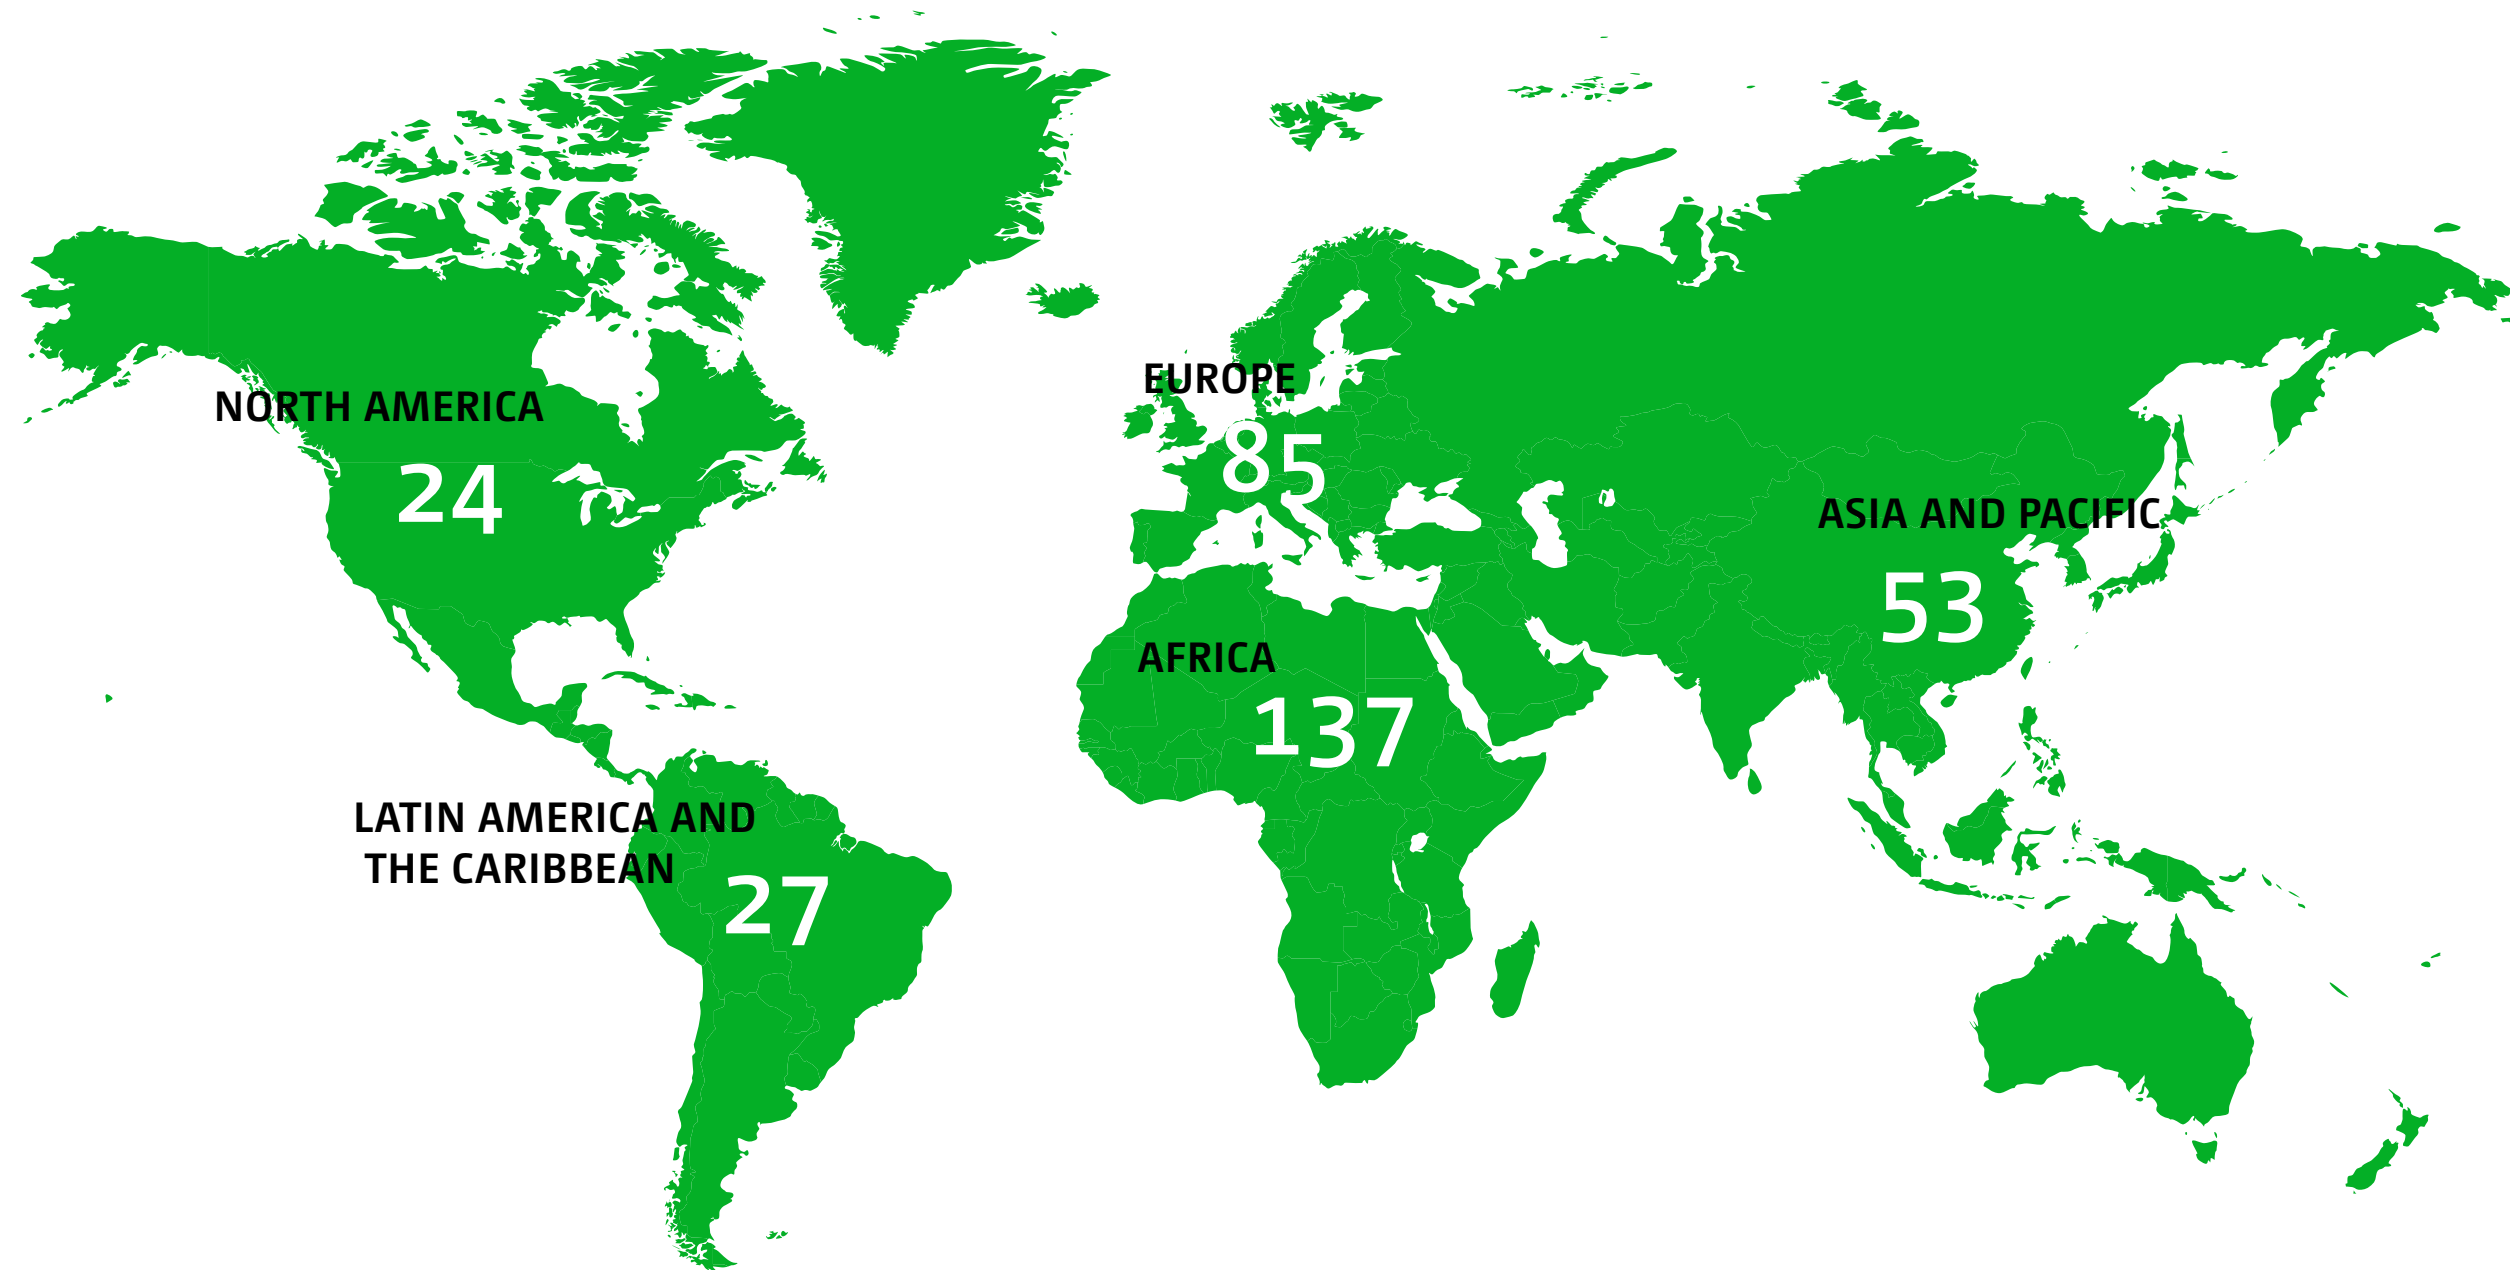 NORTH AMERICA
24
EUROPE
85
ASIA AND PACIFIC
53
AFRICA
137
LATIN AMERICA AND
THE CARIBBEAN
27